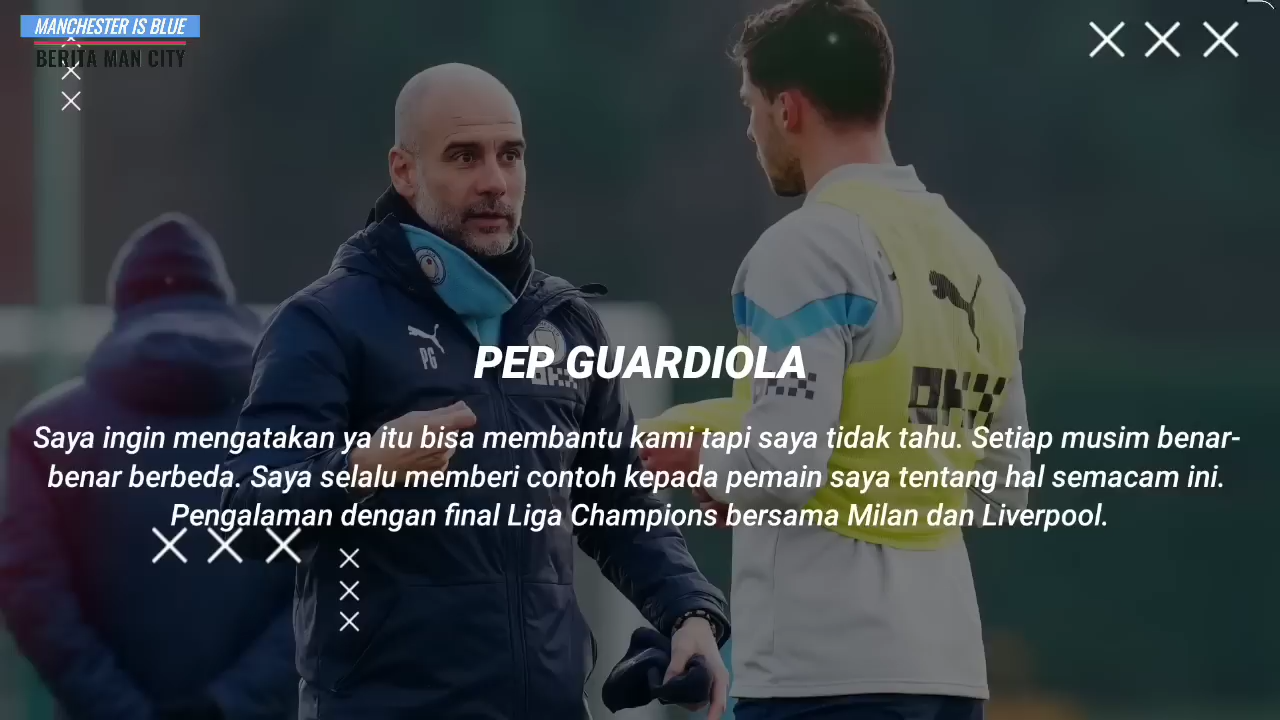 MANCHESTER IS BLUE
BERITA MAN CITY
PG
PEP GUARDIOLA
Saya ingin mengatakan ya itu bisa membantu kami tapi saya tidak tahu. Setiap musim benar-
benar berbeda. Saya selalu memberi contoh kepada pemain saya tentang hal semacam ini.
Pengalaman dengan final Liga Champions bersama Milan dan Liverpool.